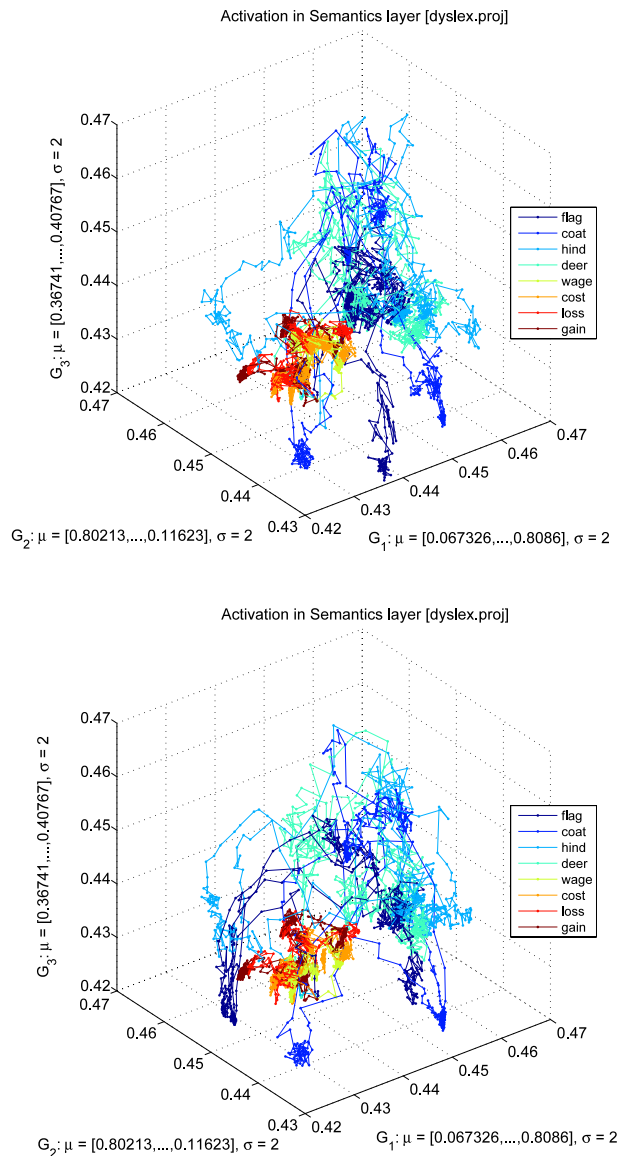 Activation in Semantics layer [dyslex.proj]
0.47
0.46
0.45
0.44
0.43
0.42
G3: μ = [0.36741,...,0.40767], σ = 2
flag
coat
hind
deer
wage
cost
loss
gain
0.47
0.46
0.45
0.44
0.43
0.42
0.43
0.44
0.45
0.46
0.47
G2: μ = [0.80213,...,0.11623], σ = 2
G1: μ = [0.067326,...,0.8086], σ = 2
Activation in Semantics layer [dyslex.proj]
0.47
0.46
0.45
0.44
0.43
0.42
G3: μ = [0.36741,...,0.40767], σ = 2
flag
coat
hind
deer
wage
cost
loss
gain
0.47
0.46
0.45
0.44
0.43
0.42
0.43
0.44
0.45
0.46
0.47
G2: μ = [0.80213,...,0.11623], σ = 2
G1: μ = [0.067326,...,0.8086], σ = 2